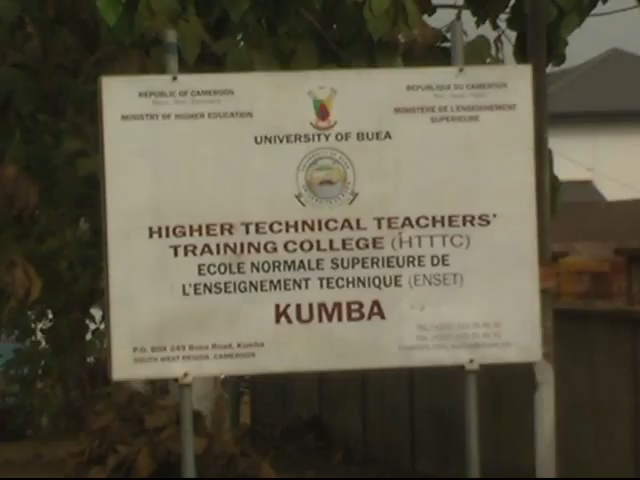 REPUBLIC OF CAMEROON
MINISTRY OF HIGHER EDUCATION
REPUBLIQUE DU CAMEROUN
MINISTÈRE DE L'ENSEIGNEMENT
SUPERIEURE
UNIVERSITY OF BUEA
HIGHER TECHNICAL TEACHERS'
TRAINING COLLEGE (HTTTC)
ECOLE NORMALE SUPERIEURE DE
L'ENSEIGNEMENT TECHNIQUE (ENSET)
KUMBA
P.O. BOX 249 Buea Road, Kumba
SOUTH WEST REGION, CAMEROON